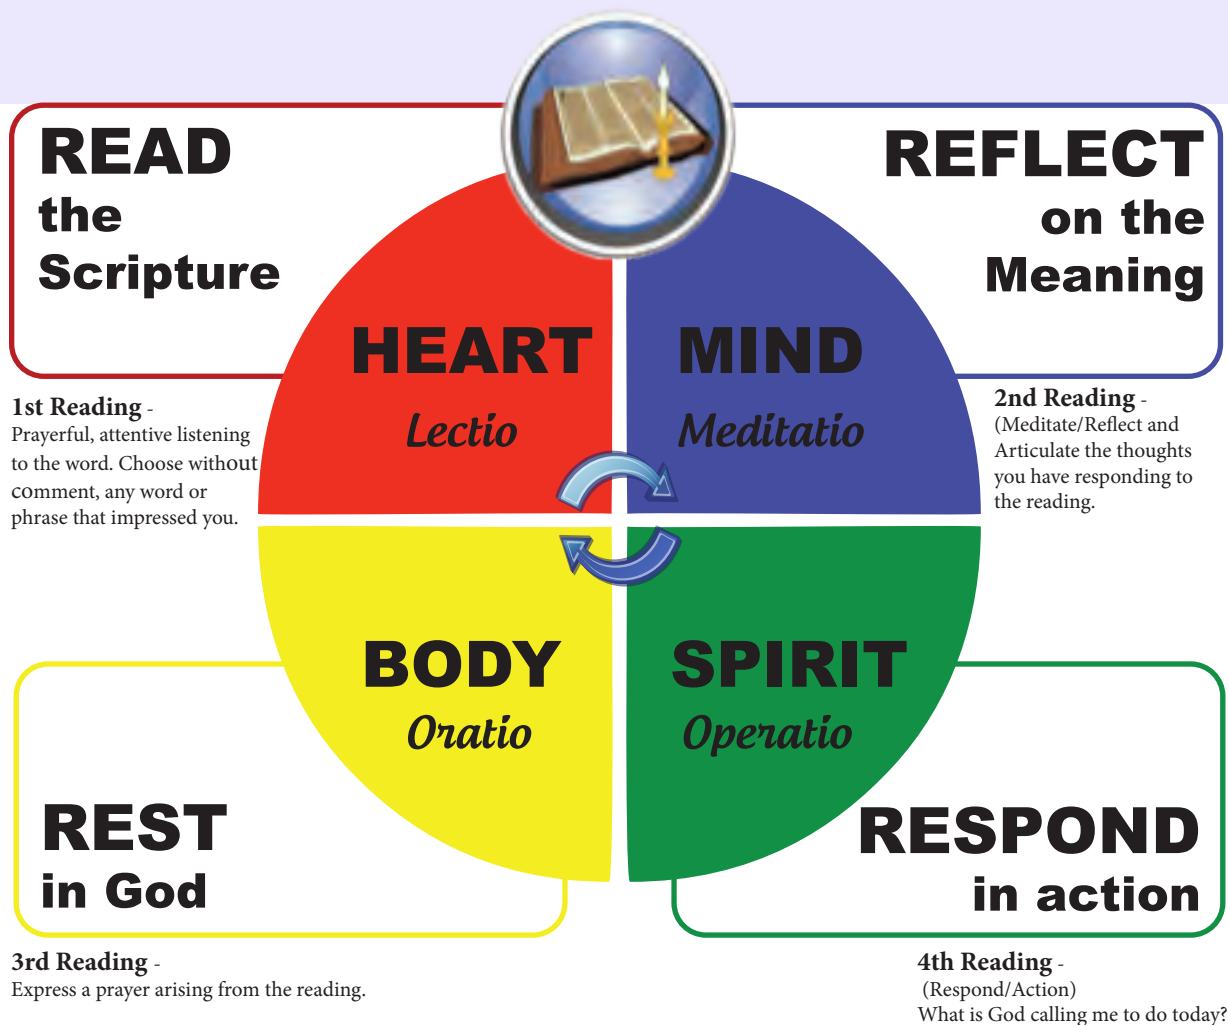 READ
the
Scripture
HEART
Lectio
1st Reading -
Prayerful, attentive listening
to the word. Choose without
comment, any word or
phrase that impressed you.
REFLECT
on the
Meaning
MIND
Meditatio
2nd Reading -
(Meditate/Reflect and
Articulate the thoughts
you have responding to
the reading.
BODY
Oratio
REST
in God
3rd Reading -
Express a prayer arising from the reading.
SPIRIT
Operatio
RESPOND
in action
4th Reading -
(Respond/Action)
What is God calling me to do today?